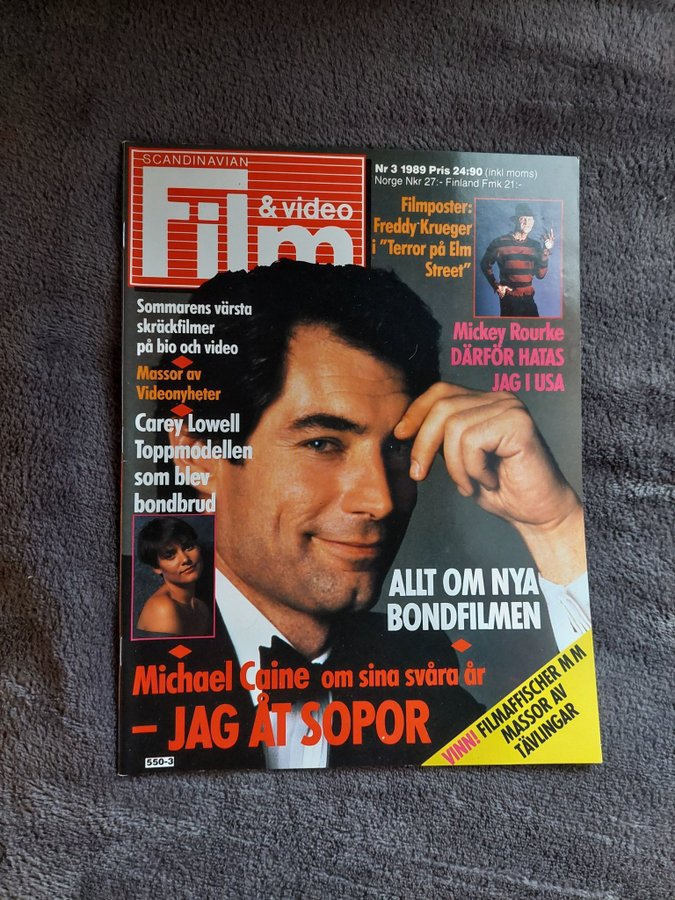 SCANDINAVIAN
Film
& video
Nr 3 1989 Pris 24:90 (inkl moms)
Norge Nkr 27:- Finland Fmk 21:-
Filmposter:
Freddy Krueger
i "Terror på Elm
Street"
Mickey Rourke
DÄRFÖR HATAS
JAG I USA
Sommarens värsta
skräckfilmer
på bio och video
Massor av
Videonyheter
Carey Lowell
Toppmodellen
som blev
bondbrud
ALLT OM NYA
BONDFILMEN
Michael Caine om sina svåra år
– JAG ÅT SOPOR
VINN! FILMAFFISCHER M M
MASSOR AV
TÄVLINGAR
550-3